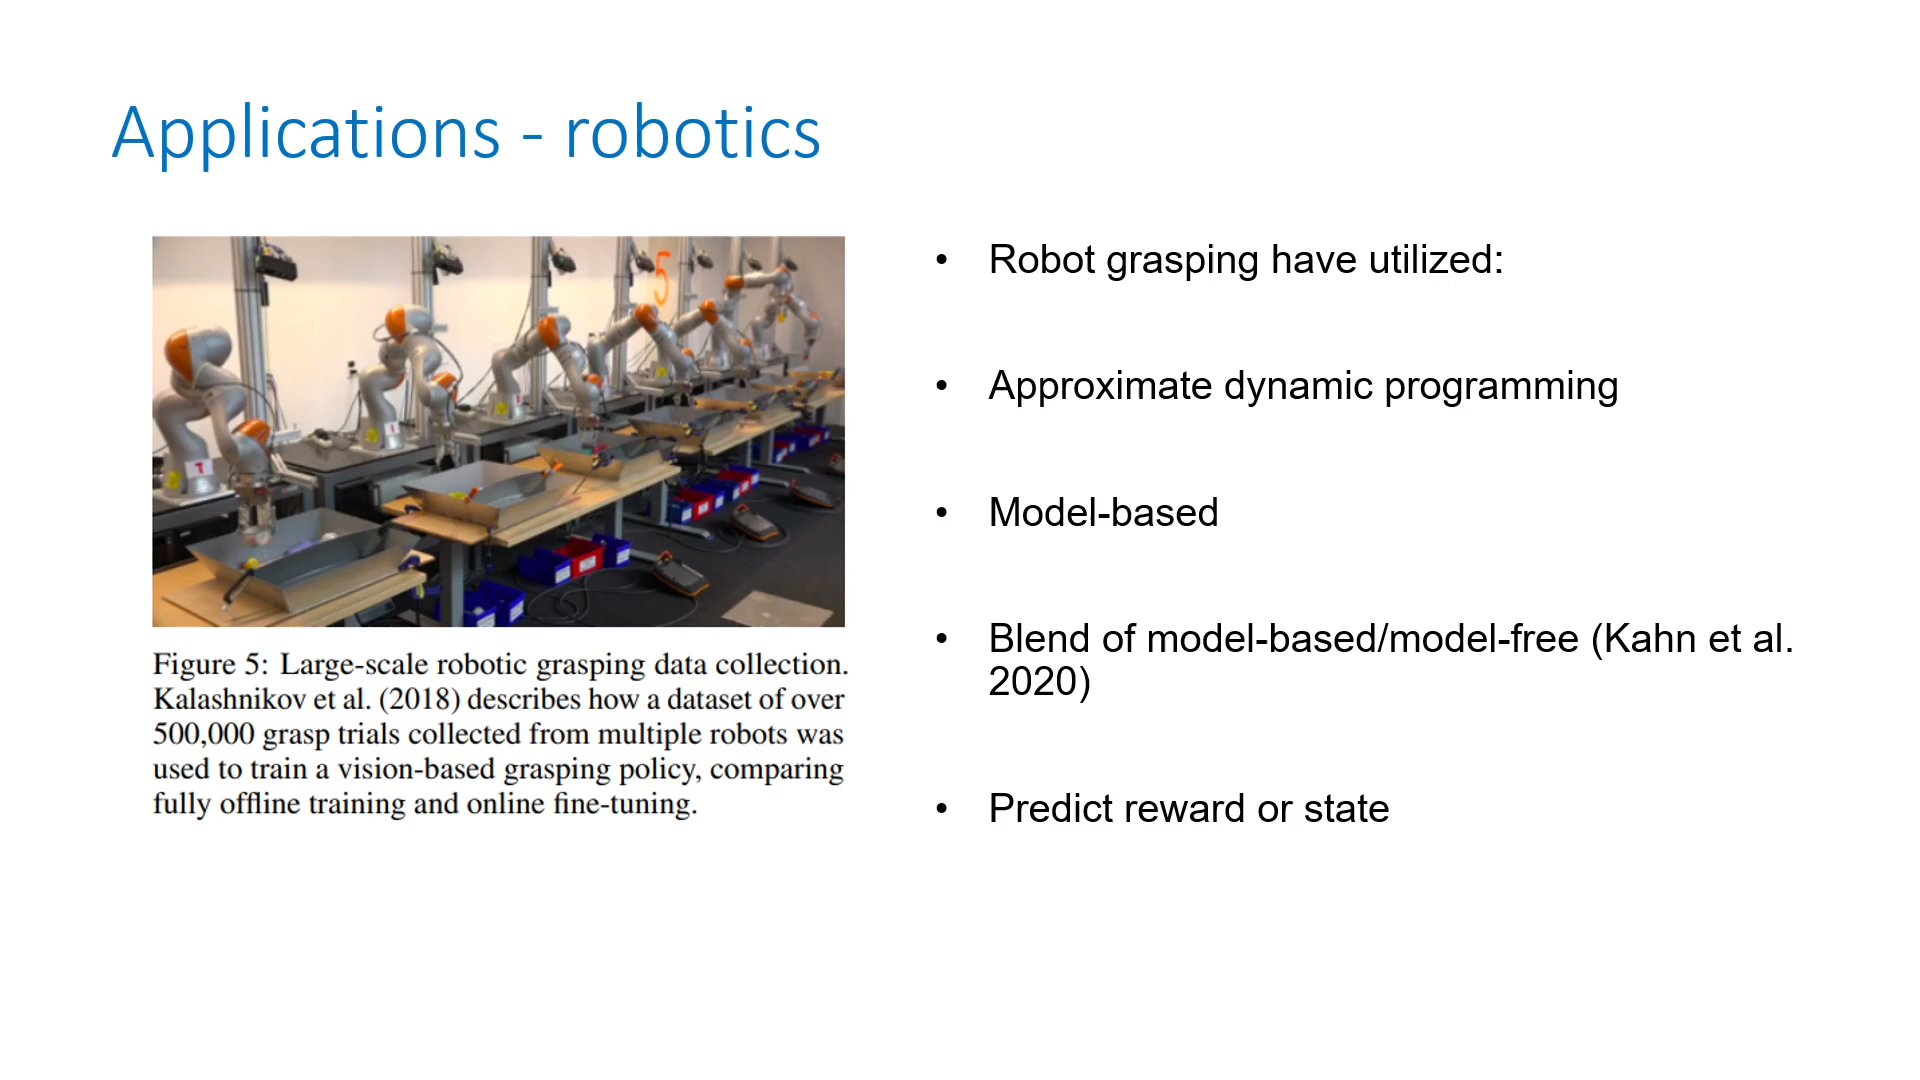 Applications - robotics
5
Figure 5: Large-scale robotic grasping data collection.
Kalashnikov et al. (2018) describes how a dataset of over
500,000 grasp trials collected from multiple robots was
used to train a vision-based grasping policy, comparing
fully offline training and online fine-tuning.
• Robot grasping have utilized:
• Approximate dynamic programming
• Model-based
• Blend of model-based/model-free (Kahn et al.
2020)
• Predict reward or state